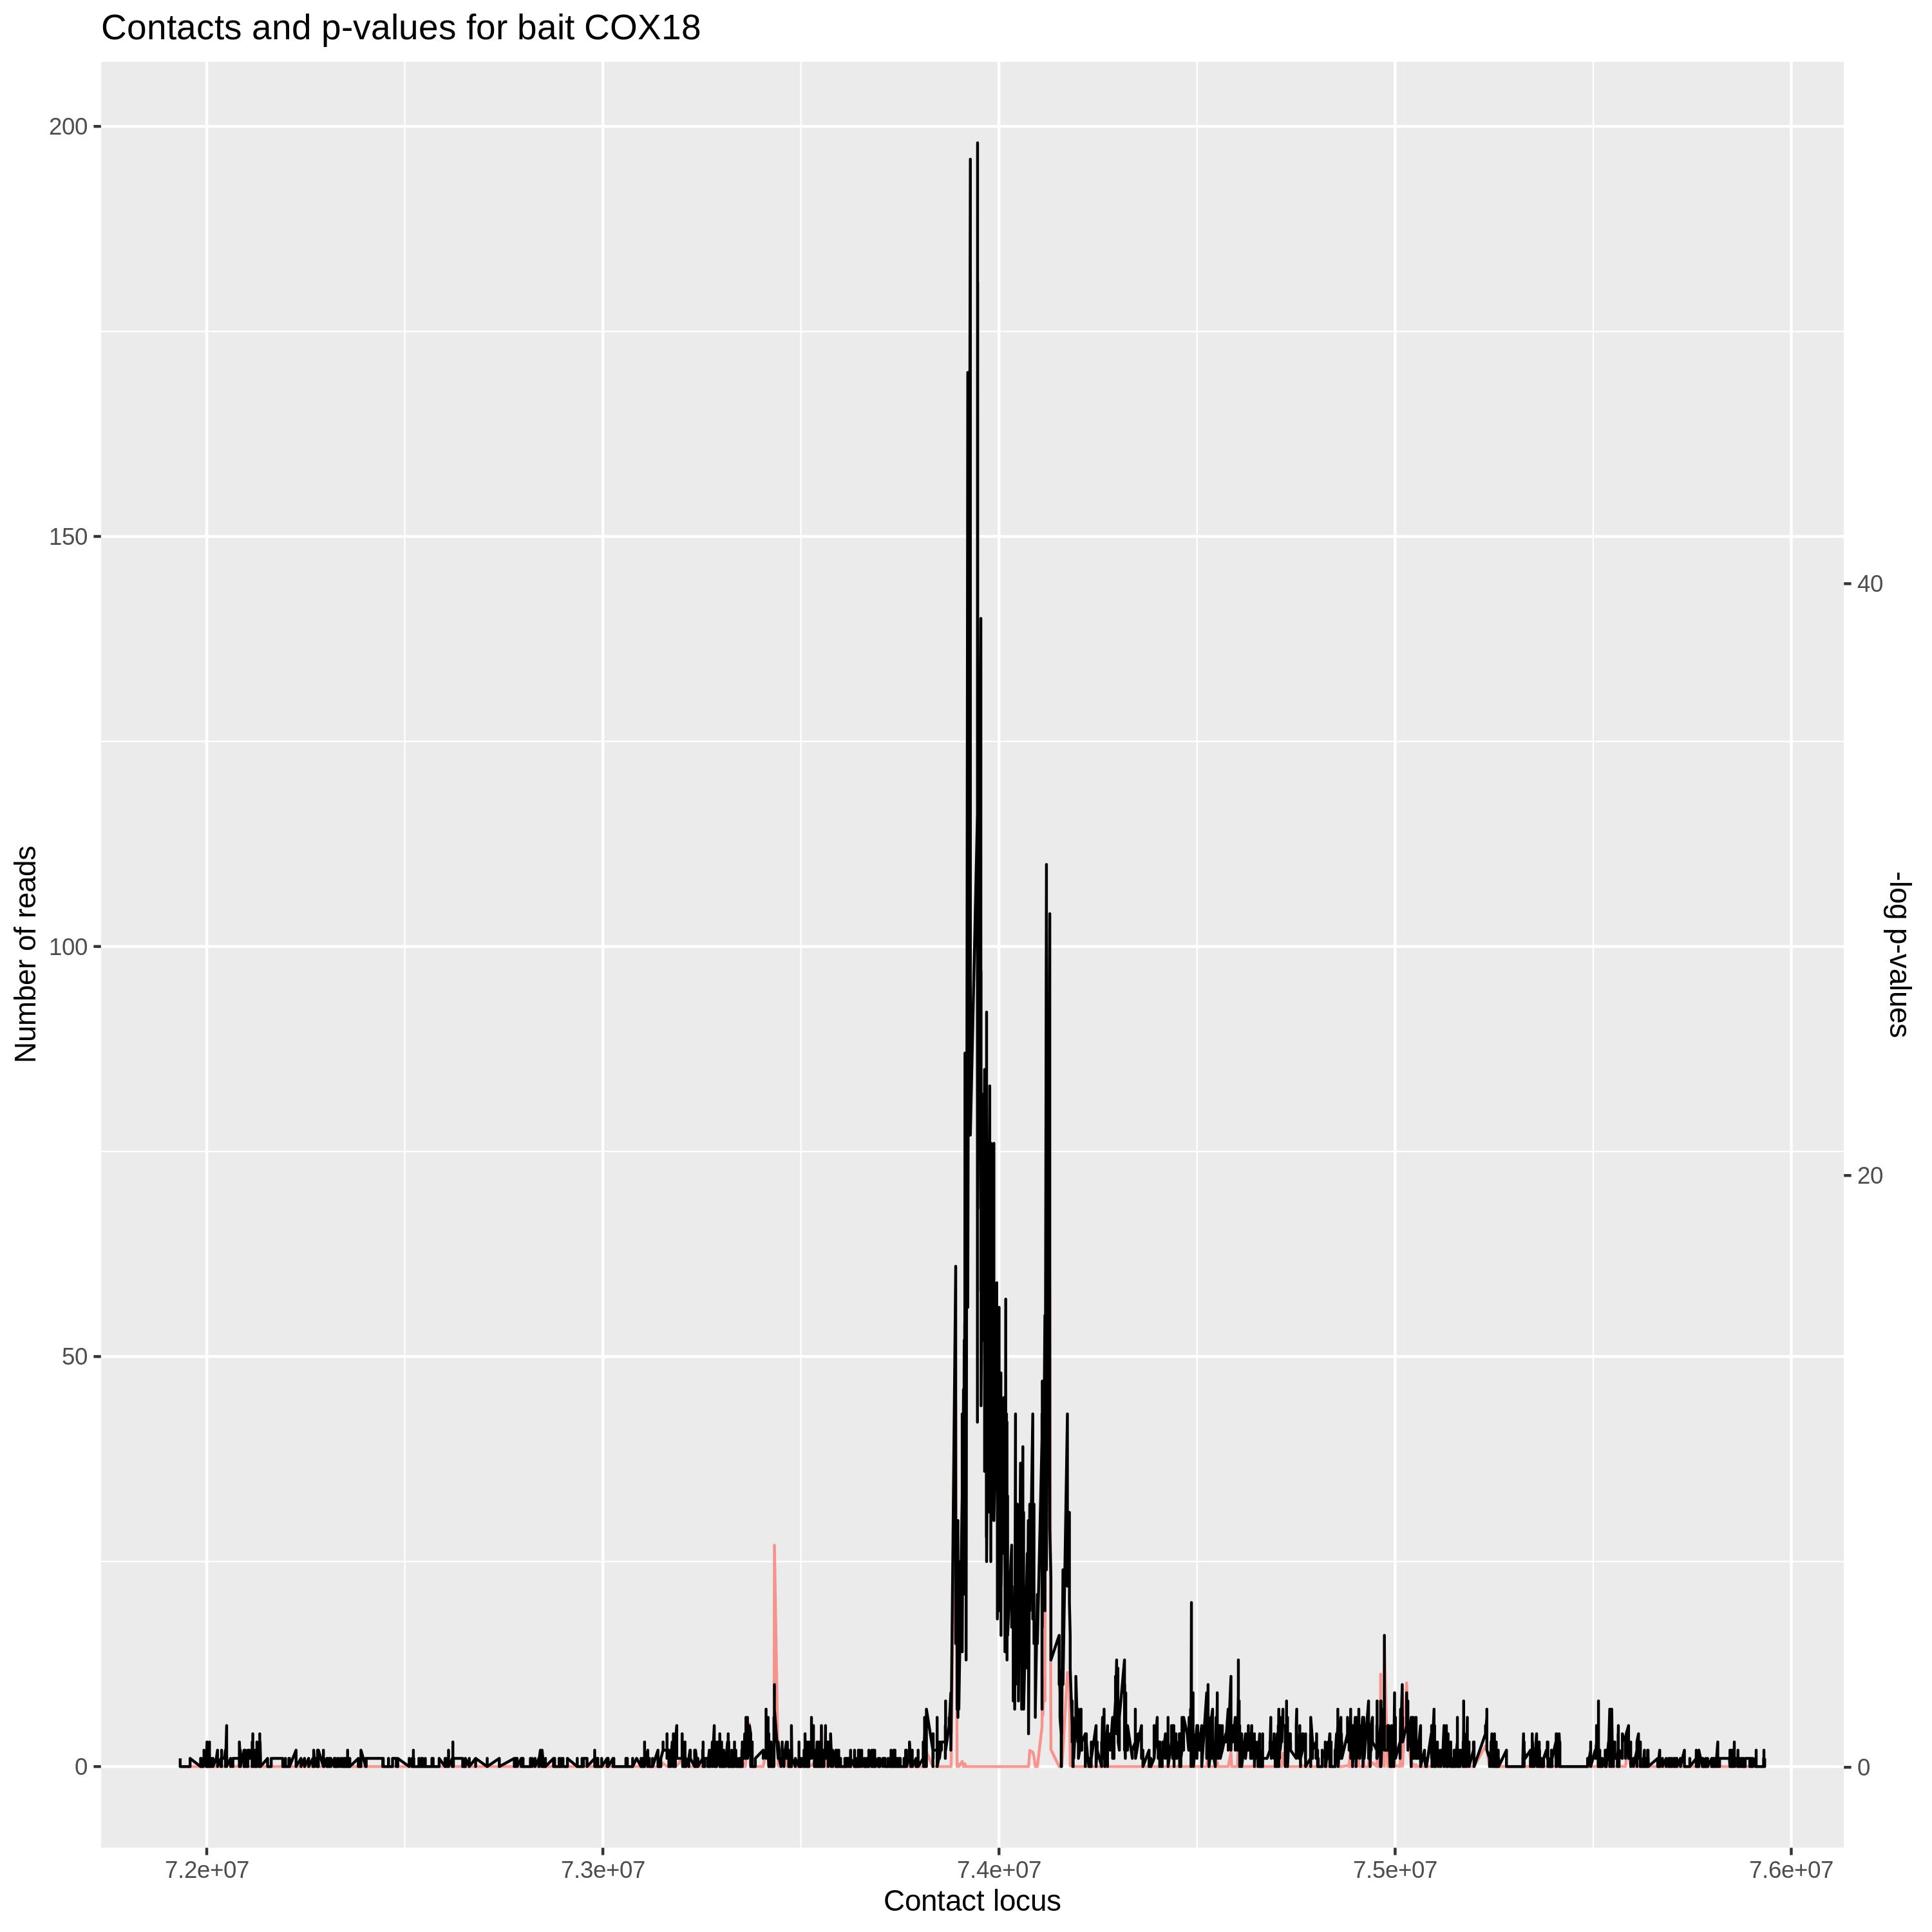 Contacts and p-values for bait COX18
200
150
100
50
0
Number of reads
40
20
0
-log p-values
7.2e+07
7.3e+07
7.4e+07
7.5e+07
7.6e+07
Contact locus